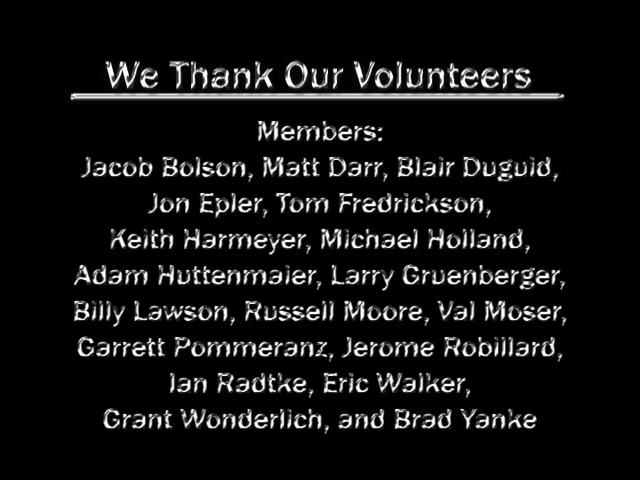 We Thank Our Volunteers
Members:
Jacob Bolson, Matt Darr, Blair Duguid,
Jon Epler, Tom Fredrickson,
Keith Harmeyer, Michael Holland,
Adam Huttenmaier, Larry Gruenberger,
Billy Lawson, Russell Moore, Val Moser,
Garrett Pommeranz, Jerome Robillard,
Ian Radtke, Eric Walker,
Grant Wonderlich, and Brad Yanke